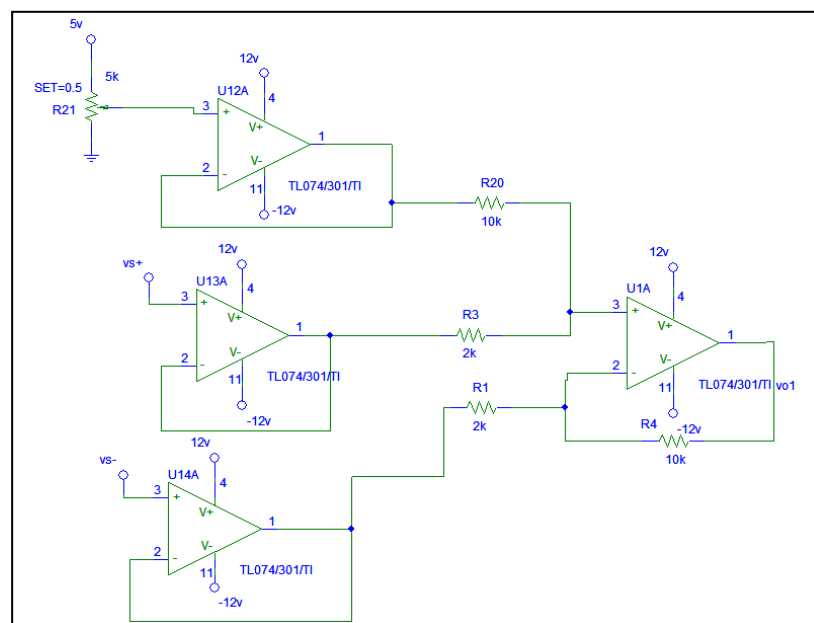 5v
5k
SET=0.5
R21
12v
U12A
4
3
+
V+
1
2
-
V-
11
TL074/301/TI
-12v
R20
10k
vs+
12v
U13A
4
3
+
V+
1
2
-
V-
11
TL074/301/TI
-12v
R3
2k
12v
U1A
4
3
+
V+
1
2
-
V-
11
TL074/301/TI
vo1
-12v
R1
2k
R4
10k
vs-
12v
U14A
4
3
+
V+
1
2
-
V-
11
TL074/301/TI
-12v